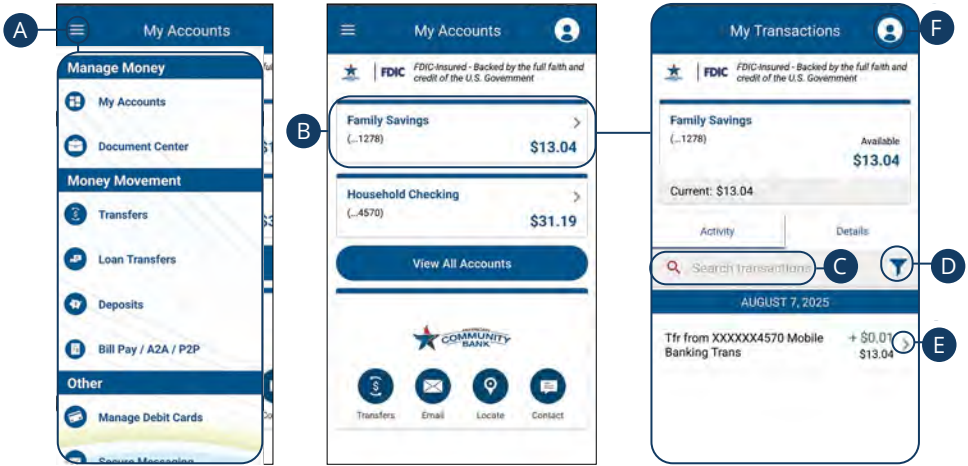 A
My Accounts
Manage Money
My Accounts
Document Center
Money Movement
Transfers
Loan Transfers
Deposits
Bill Pay / A2A / P2P
Other
Manage Debit Cards
Secure Messaging
My Accounts
FDIC FDIC-Insured - Backed by the full faith and
credit of the U.S. Government
B
Family Savings
(...1278)
$13.04
Household Checking
(...4570)
$31.19
View All Accounts
COMMUNITY
BANK
Transfers Email Locate Contact
My Transactions
F
FDIC FDIC-Insured - Backed by the full faith and
credit of the U.S. Government
Family Savings
(...1278)
Available
$13.04
Current: $13.04
Activity Details
Search transactions
C
D
AUGUST 7, 2025
Tfr from XXXXXX4570 Mobile + $0.01
Banking Trans $13.04
E